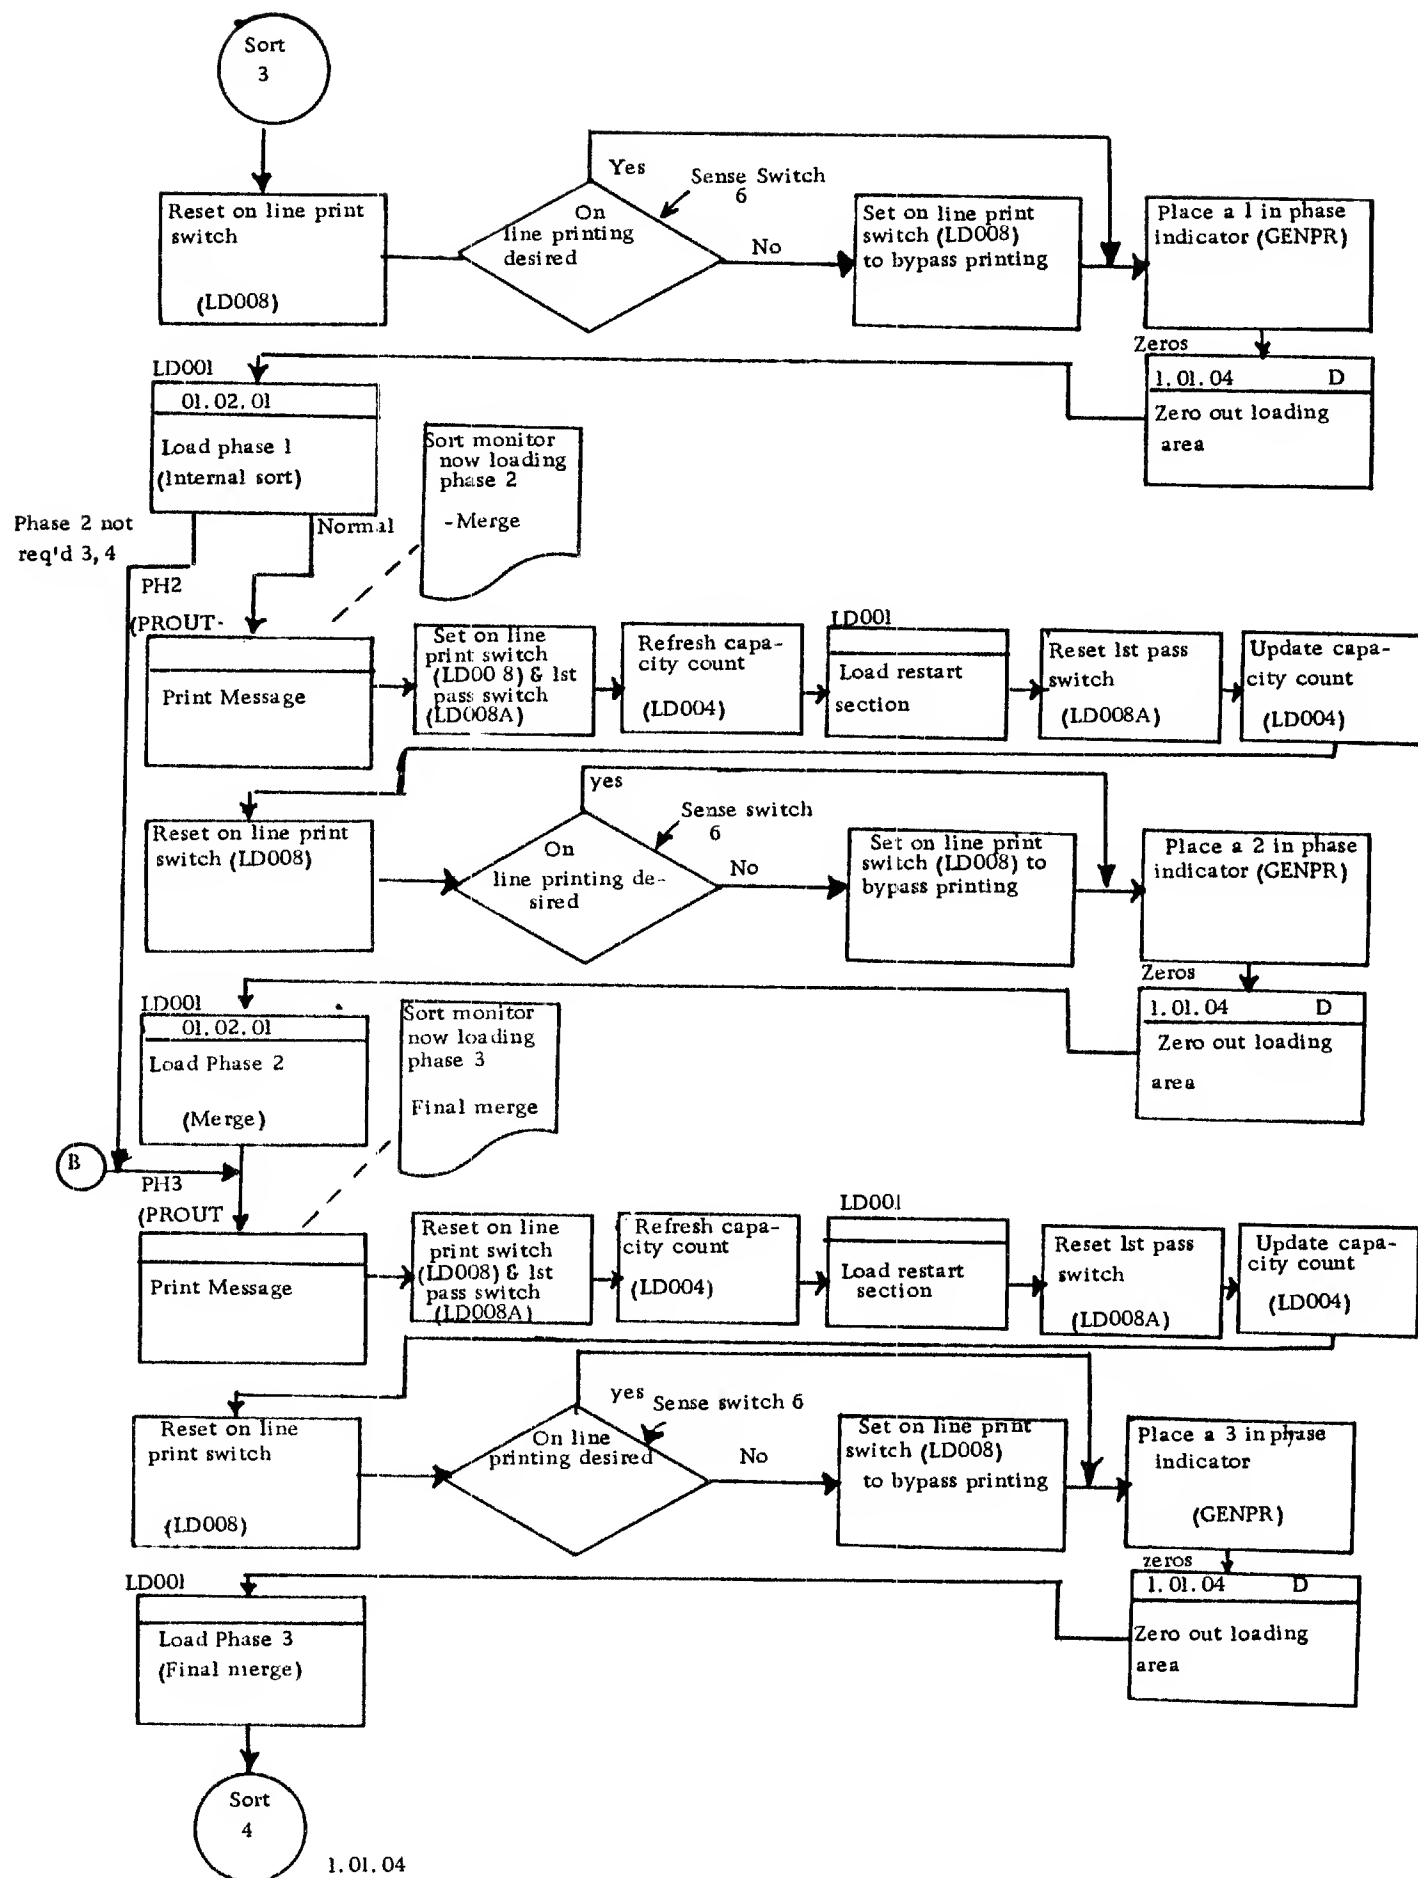 Sort
3
Yes
Sense Switch
6
Reset on line print
switch
(LD008)
On
line printing
desired
No
Set on line print
switch (LD008)
to bypass printing
Place a 1 in phase
indicator (GENPR)
Zeros
1.01.04 D
Zero out loading
area
LD001
01.02.01
Load phase 1
(Internal sort)
Sort monitor
now loading
phase 2
-Merge
Phase 2 not
req'd 3, 4
Normal
PH2
(PROUT-
Print Message
Set on line
print switch
(LD00 8) & 1st
pass switch
(LD008A)
Refresh capa-
city count
(LD004)
LD001
Load restart
section
Reset 1st pass
switch
(LD008A)
Update capa-
city count
(LD004)
yes
Sense switch
6
Reset on line print
switch (LD008)
On
line printing de-
sired
No
Set on line print
switch (LD008) to
bypass printing
Place a 2 in phase
indicator (GENPR)
Zeros
1.01.04 D
Zero out loading
area
LD001
01.02.01
Load Phase 2
(Merge)
Sort monitor
now loading
phase 3
Final merge
B
PH3
(PROUT
Print Message
Reset on line
print switch
(LD008) & 1st
pass switch
(LD008A)
Refresh capa-
city count
(LD004)
LD001
Load restart
section
Reset 1st pass
switch
(LD008A)
Update capa-
city count
(LD004)
yes
Sense switch 6
Reset on line
print switch
(LD008)
On line
printing desired
No
Set on line print
switch (LD008)
to bypass printing
Place a 3 in phase
indicator
(GENPR)
zeros
1.01.04 D
Zero out loading
area
LD001
Load Phase 3
(Final merge)
Sort
4
1.01.04